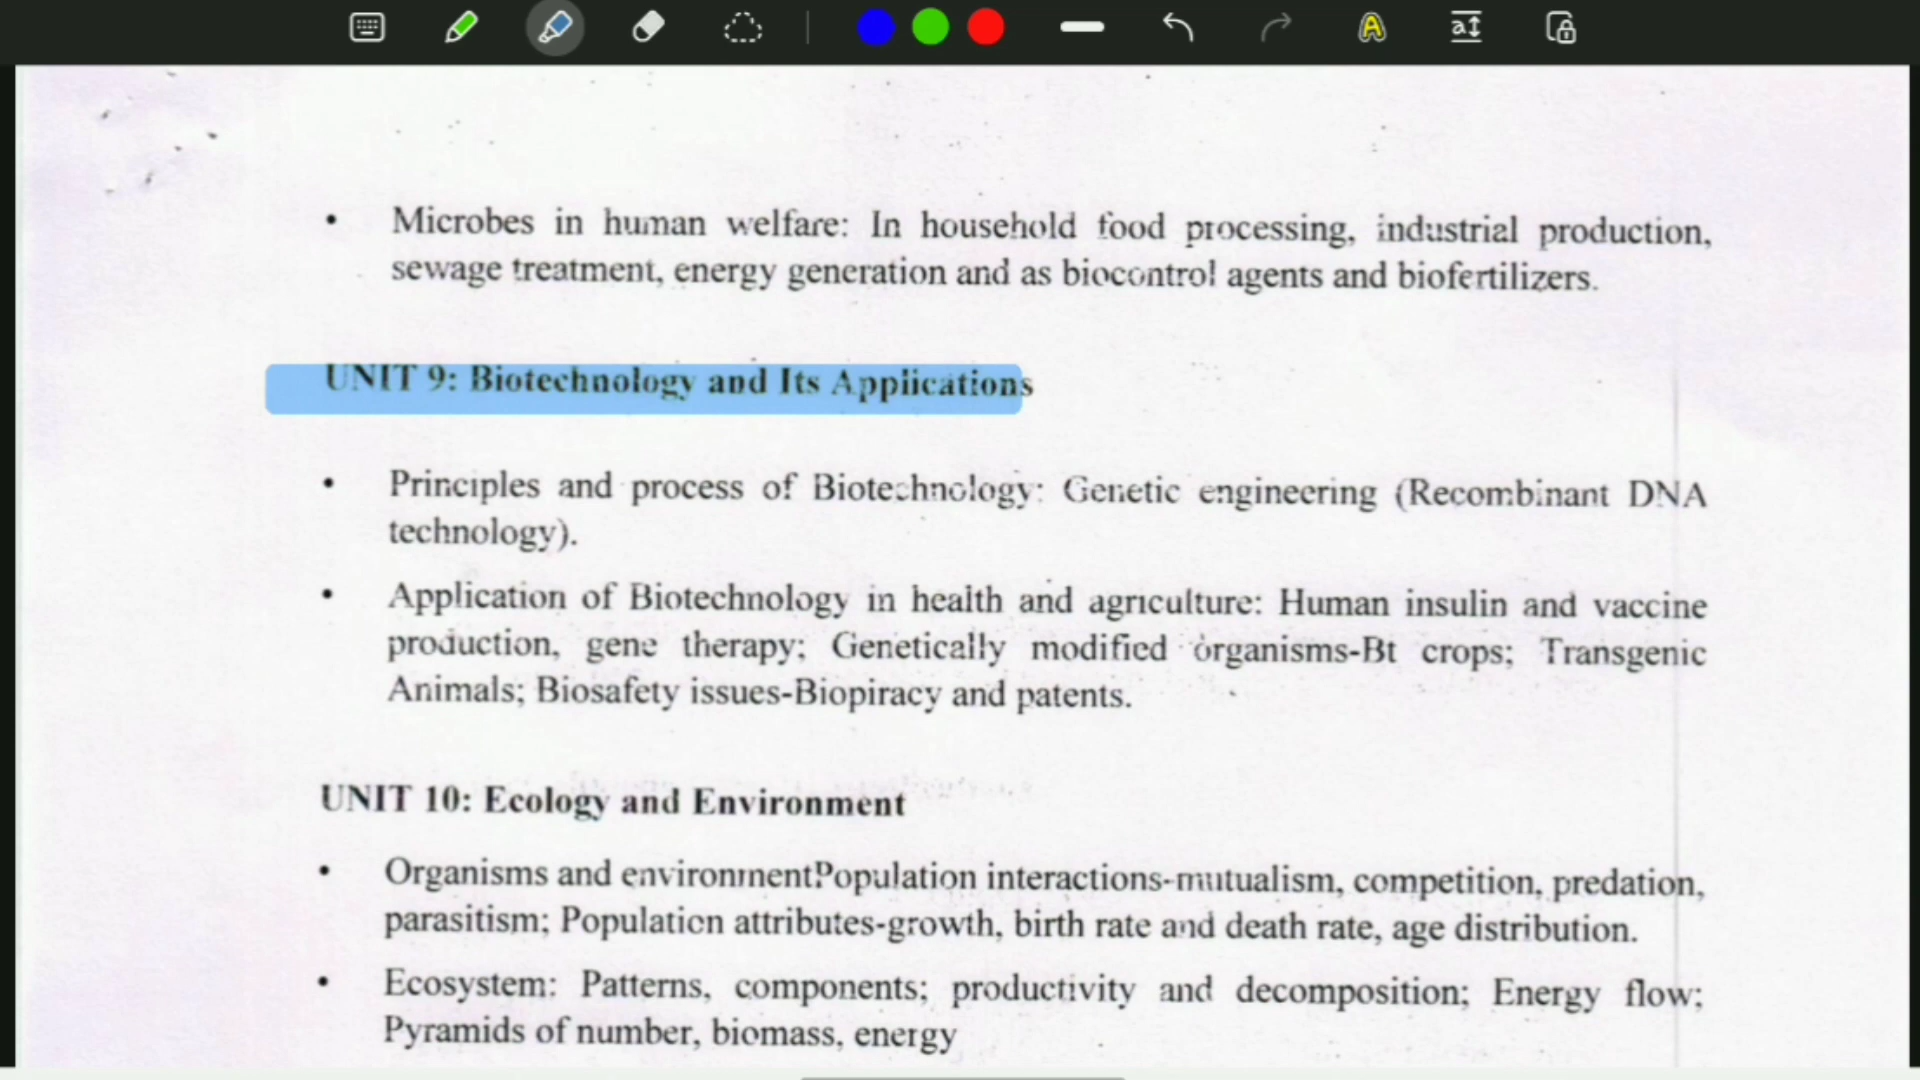 • Microbes in human welfare: In household food processing, industrial production,
sewage treatment, energy generation and as biocontrol agents and biofertilizers.
UNIT 9: Biotechnology and Its Applications
• Principles and process of Biotechnology: Genetic engineering (Recombinant DNA
technology).
• Application of Biotechnology in health and agriculture: Human insulin and vaccine
production, gene therapy; Genetically modified organisms-Bt crops; Transgenic
Animals; Biosafety issues-Biopiracy and patents.
UNIT 10: Ecology and Environment
• Organisms and environmentPopulation interactions-mutualism, competition, predation,
parasitism; Population attributes-growth, birth rate and death rate, age distribution.
• Ecosystem: Patterns, components; productivity and decomposition; Energy flow;
Pyramids of number, biomass, energy